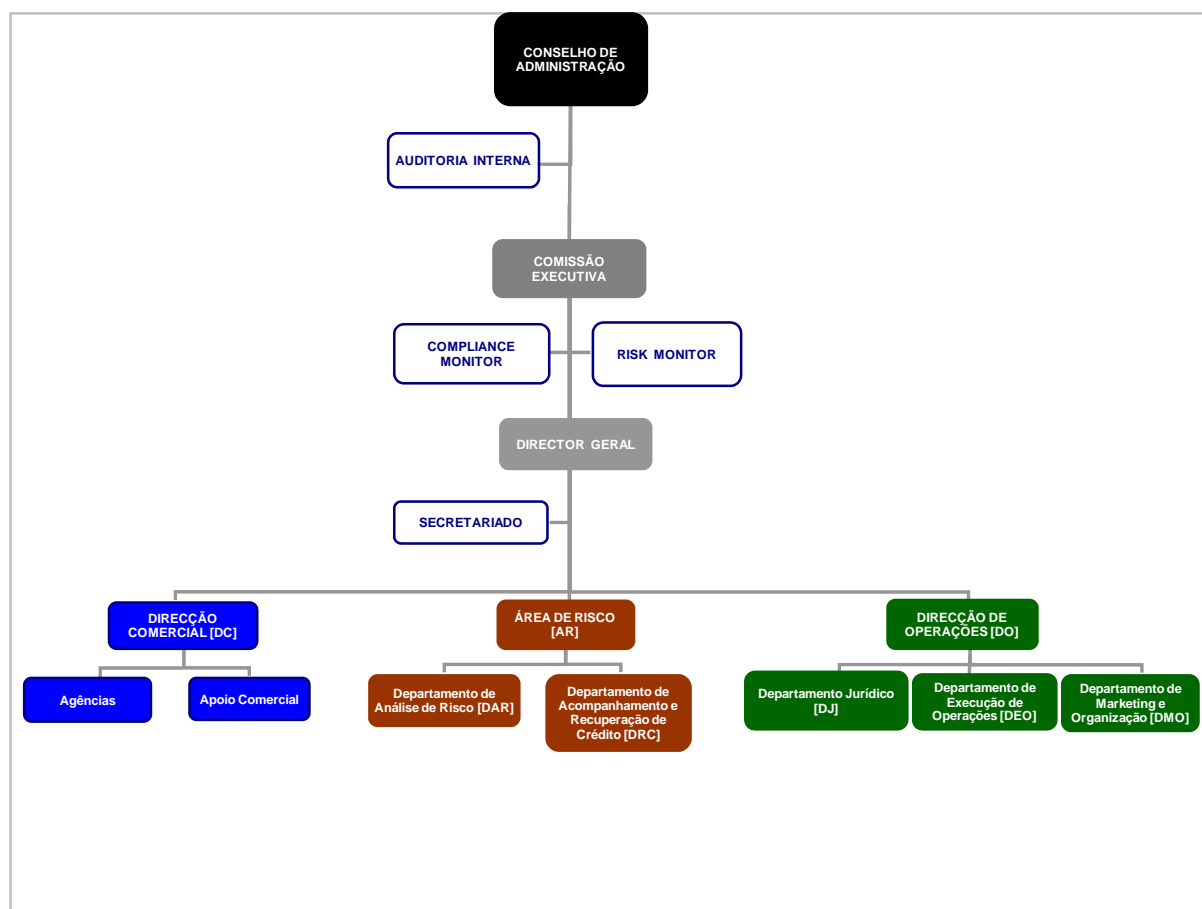 CONSELHO DE
ADMINISTRAÇÃO
AUDITORIA INTERNA
COMISSÃO
EXECUTIVA
COMPLIANCE
MONITOR
RISK MONITOR
DIRECTOR GERAL
SECRETARIADO
DIRECÇÃO
COMERCIAL [DC]
ÁREA DE RISCO
[AR]
DIRECÇÃO DE
OPERAÇÕES [DO]
Agências
Apoio Comercial
Departamento de
Análise de Risco [DAR]
Departamento de
Acompanhamento e
Recuperação de
Crédito [DRC]
Departamento Jurídico
[DJ]
Departamento de
Execução de
Operações [DEO]
Departamento de
Marketing e
Organização [DMO]